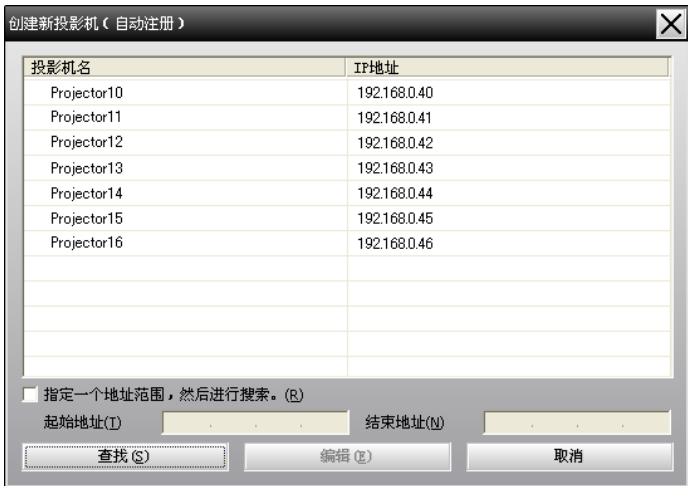 创建新投影机（自动注册）
投影机名 IP地址
Projector10 192.168.0.40
Projector11 192.168.0.41
Projector12 192.168.0.42
Projector13 192.168.0.43
Projector14 192.168.0.44
Projector15 192.168.0.45
Projector16 192.168.0.46
指定一个地址范围，然后进行搜索。(R)
起始地址(T) . . . 结束地址(N) . . .
查找(S) 编辑(E) 取消